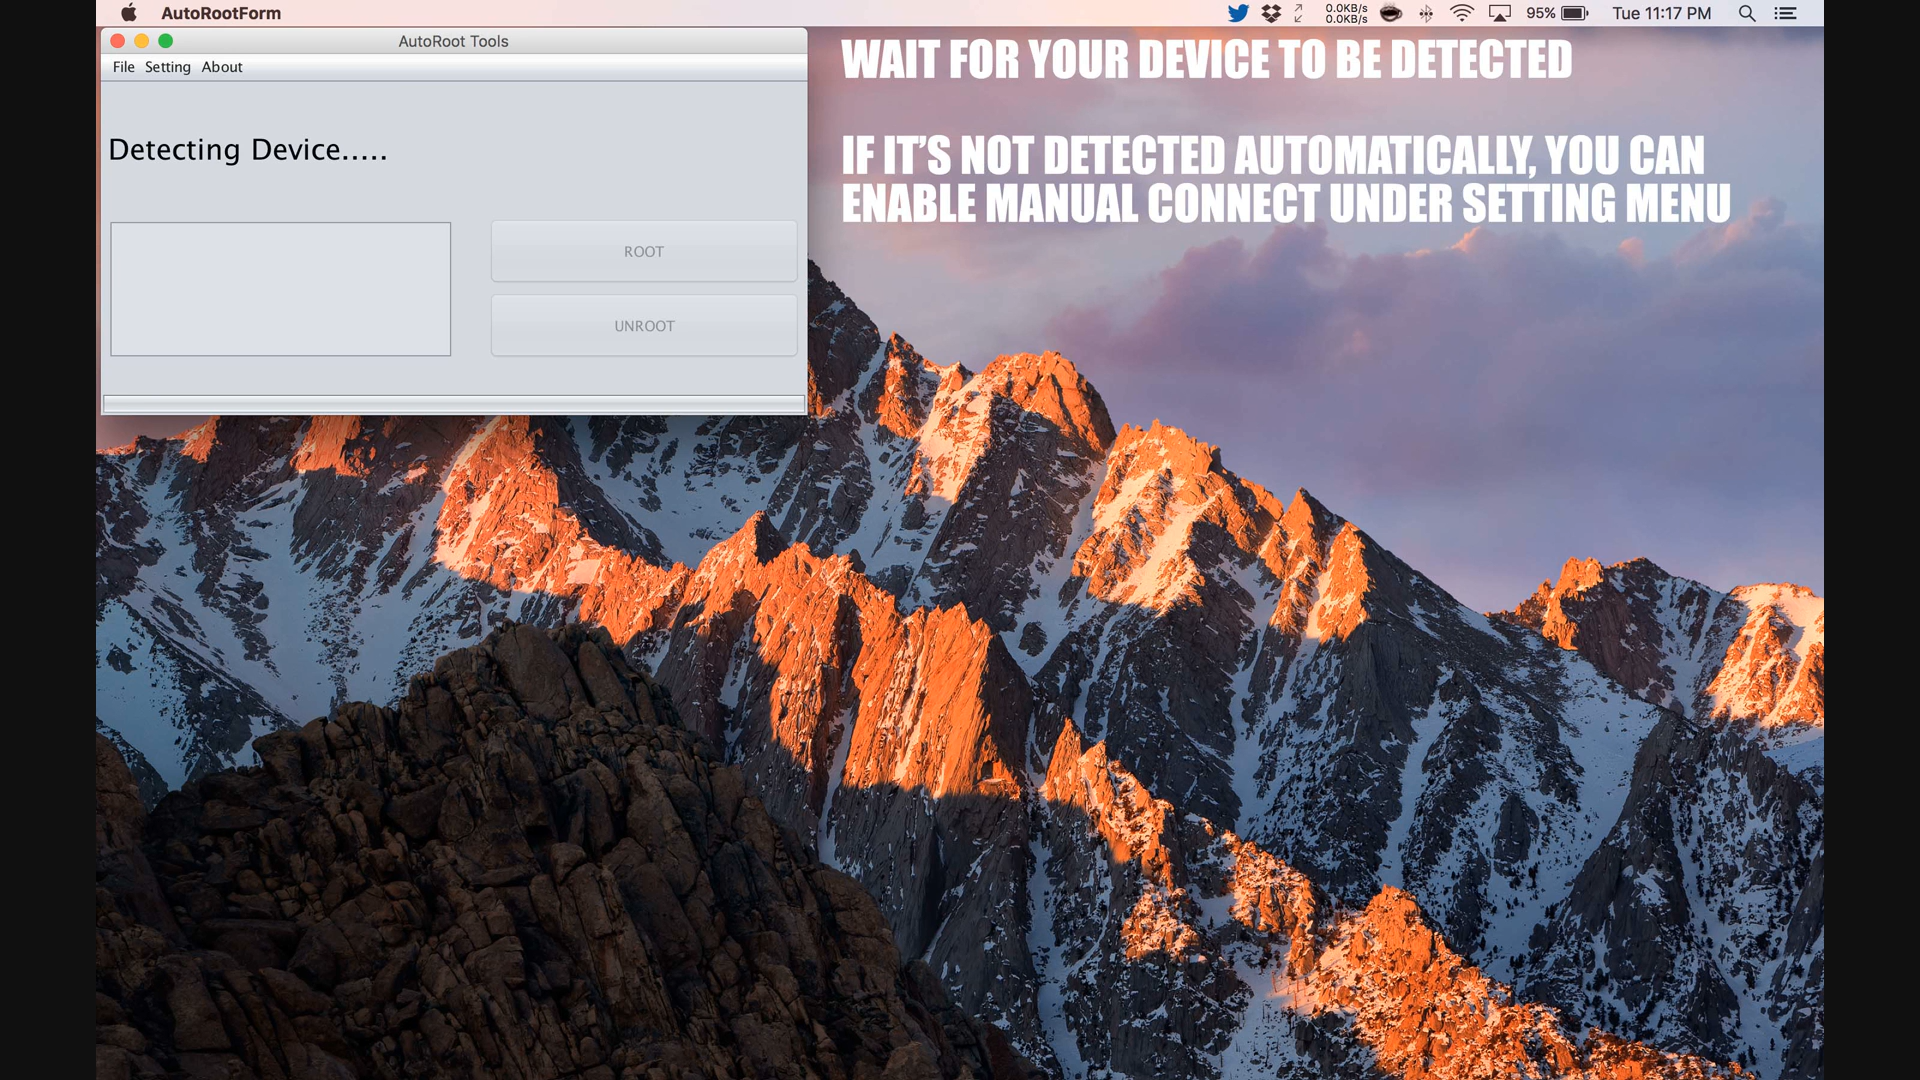 AutoRootForm
0.0KB/s
0.0KB/s
95%
Tue 11:17 PM
AutoRoot Tools
File Setting About
Detecting Device.....
ROOT
UNROOT
WAIT FOR YOUR DEVICE TO BE DETECTED
IF IT'S NOT DETECTED AUTOMATICALLY, YOU CAN
ENABLE MANUAL CONNECT UNDER SETTING MENU